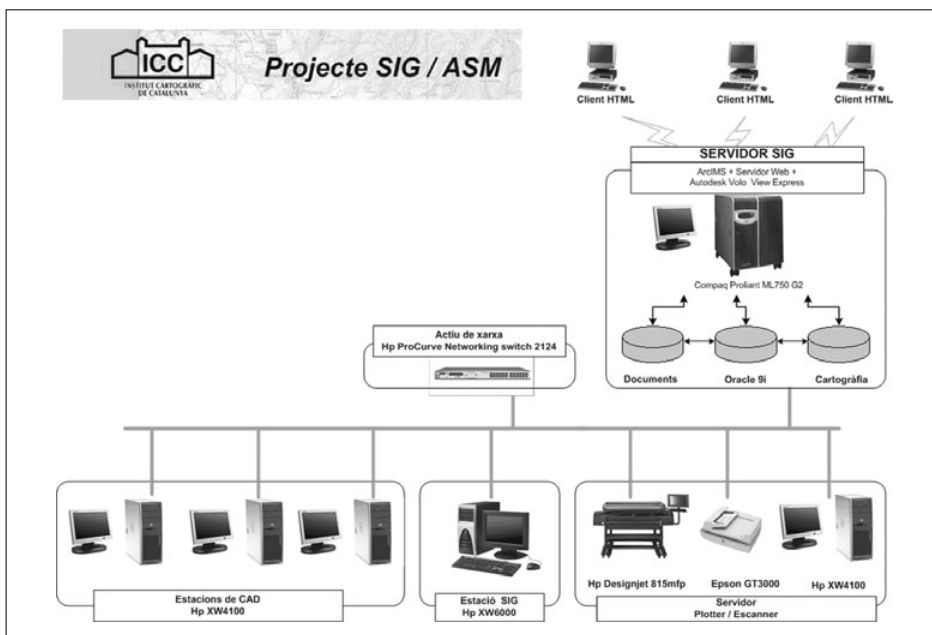 ICC
INSTITUT CARTOGRÀFIC
DE CATALUNYA
Projecte SIG / ASM
Client HTML
Client HTML
Client HTML
SERVIDOR SIG
ArcIMS + Servidor Web +
Autodesk Volo View Express
Compaq Proliant ML750 G2
Documents
Oracle 9i
Cartogràfia
Actiu de xarxa
Hp ProCurve Networking switch 2124
Estacions de CAD
Hp XW4100
Estació SIG
Hp XW6000
Hp Designjet 815mfp
Epson GT3000
Hp XW4100
Servidor
Plotter / Escanner